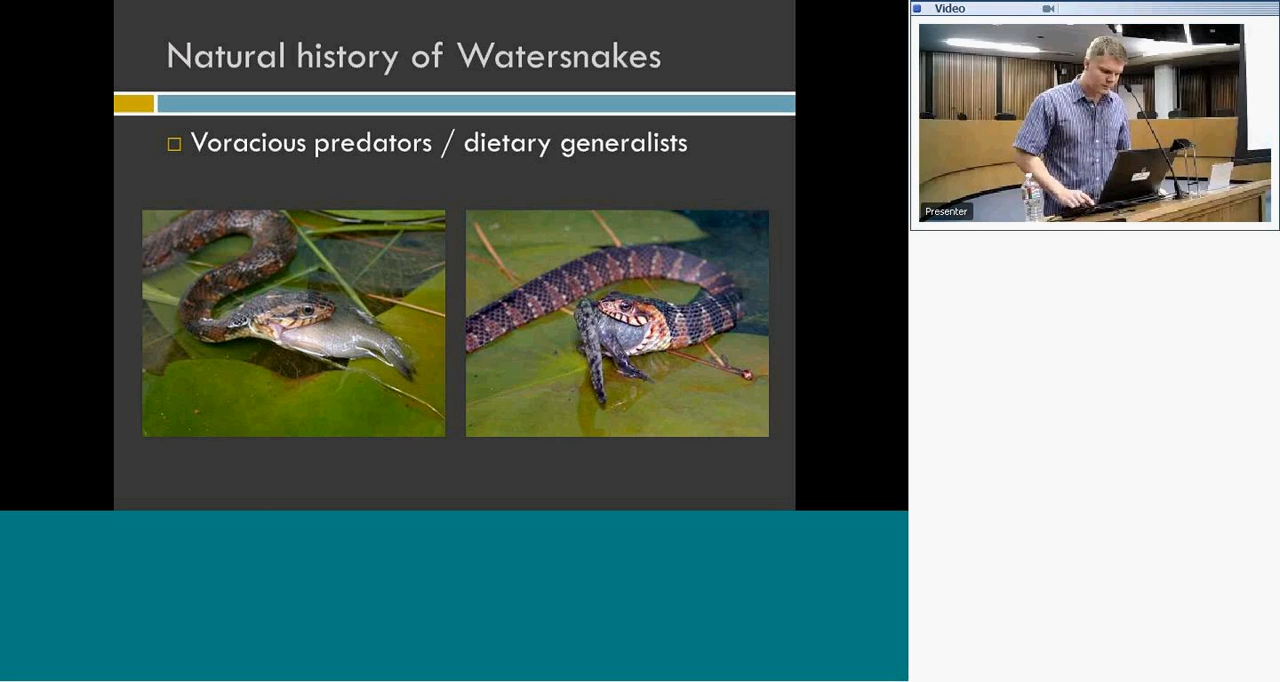 Natural history of Watersnakes
Voracious predators / dietary generalists
Video
Presenter